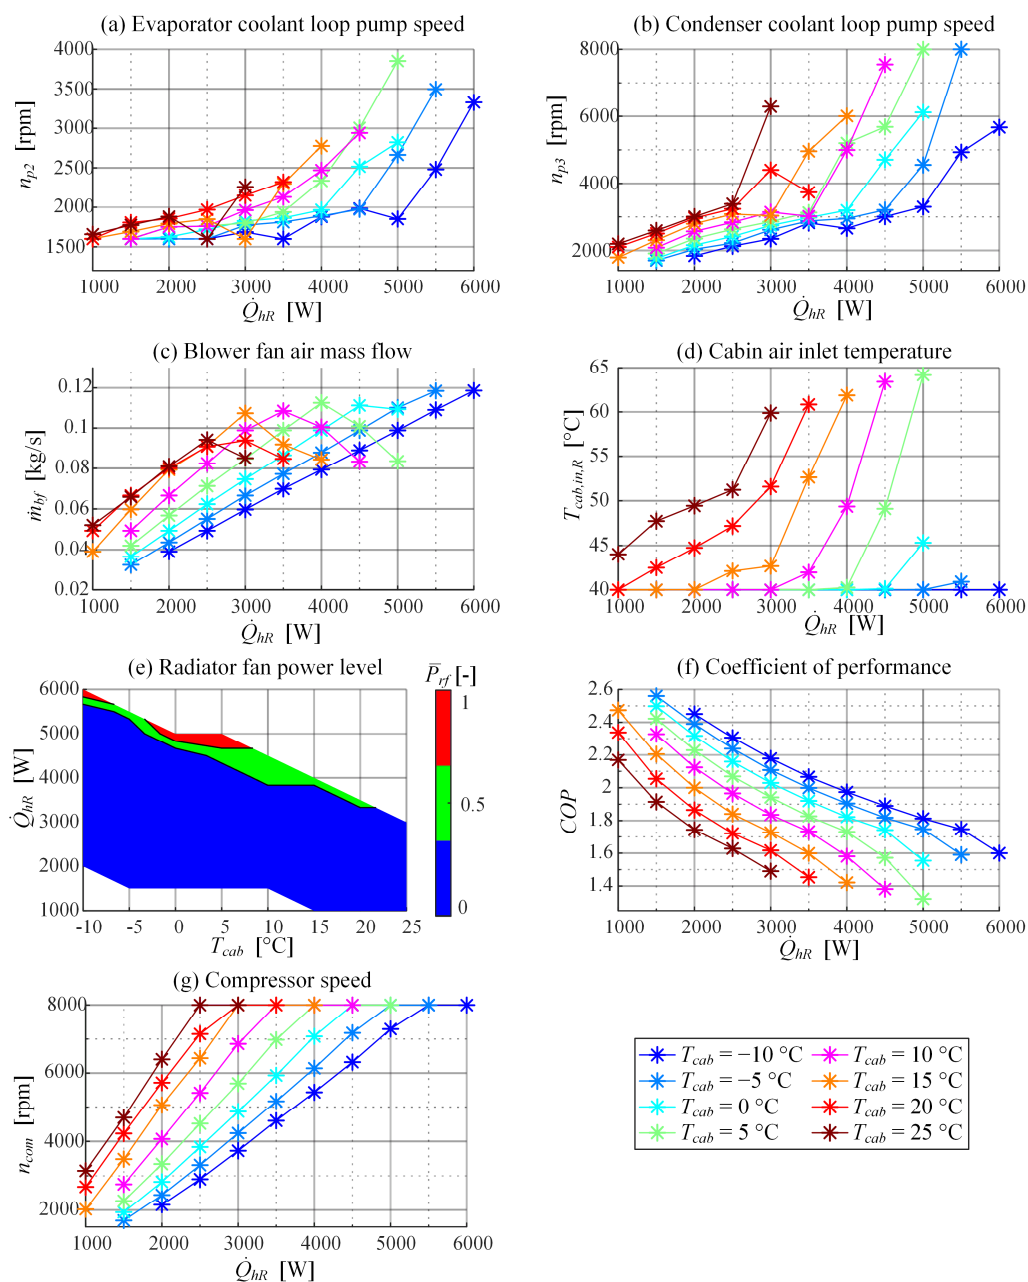 (a) Evaporator coolant loop pump speed
4000
3500
3000
2500
2000
1500
n_p2 [rpm]
1000 2000 3000 4000 5000 6000
Q̇_hR [W]
(b) Condenser coolant loop pump speed
8000
6000
4000
2000
n_p3 [rpm]
1000 2000 3000 4000 5000 6000
Q̇_hR [W]
(c) Blower fan air mass flow
0.12
0.1
0.08
0.06
0.04
0.02
ṁ_bf [kg/s]
1000 2000 3000 4000 5000 6000
Q̇_hR [W]
(d) Cabin air inlet temperature
65
60
55
50
45
40
T_cab,in,R [°C]
1000 2000 3000 4000 5000 6000
Q̇_hR [W]
(e) Radiator fan power level
P̅_rf [-]
6000
5000
4000
3000
2000
1000
Q̇_hR [W]
-10 -5 0 5 10 15 20 25
T_cab [°C]
1
0.5
0
(f) Coefficient of performance
2.6
2.4
2.2
2
1.8
1.6
1.4
COP
1000 2000 3000 4000 5000 6000
Q̇_hR [W]
(g) Compressor speed
8000
6000
4000
2000
n_com [rpm]
1000 2000 3000 4000 5000 6000
Q̇_hR [W]
T_cab = −10 °C
T_cab = −5 °C
T_cab = 0 °C
T_cab = 5 °C
T_cab = 10 °C
T_cab = 15 °C
T_cab = 20 °C
T_cab = 25 °C